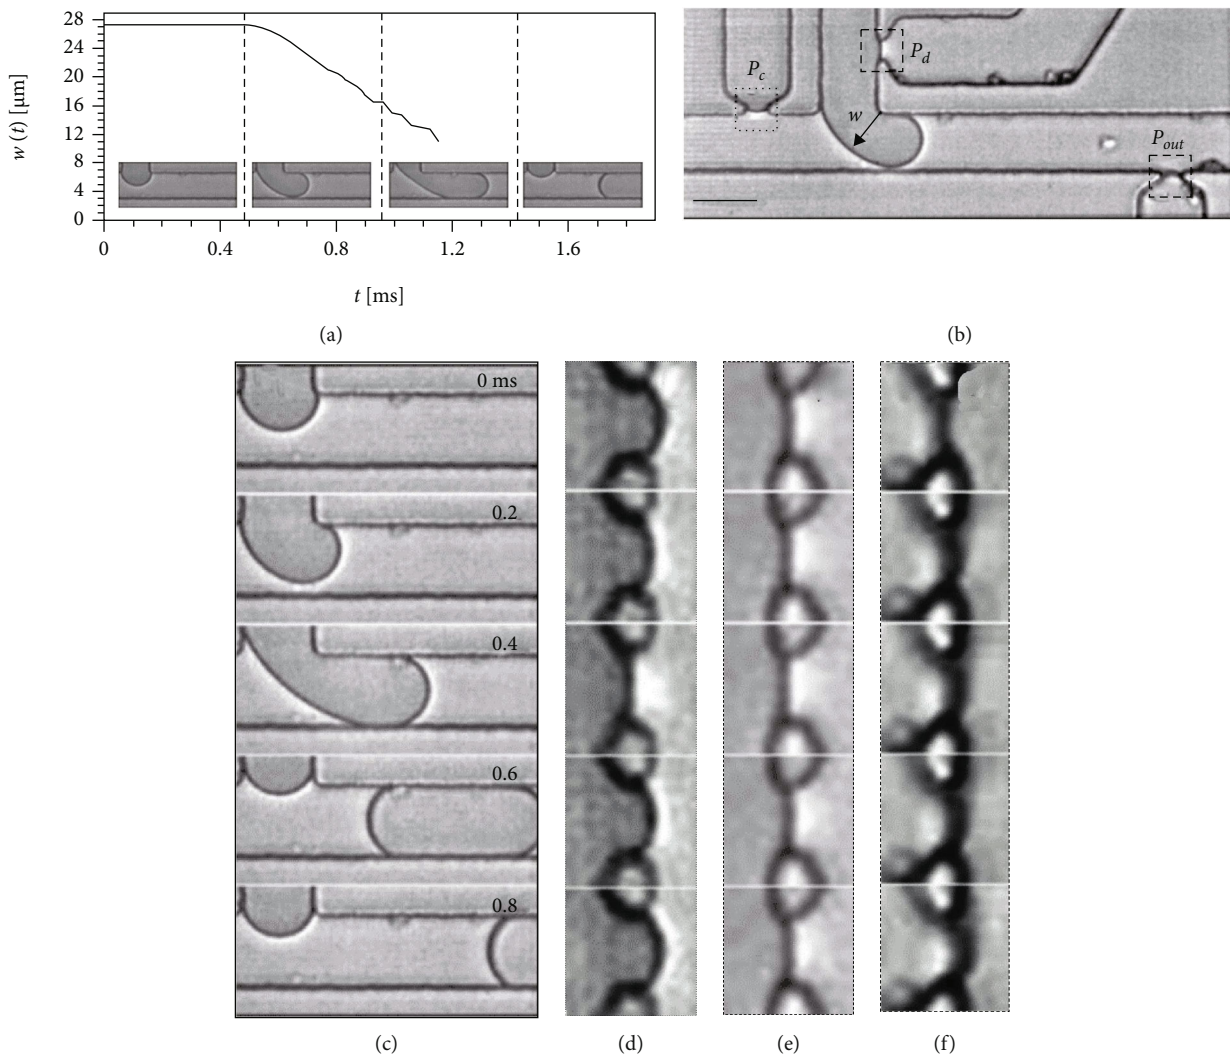 28
24
20
16
12
8
4
0
w (t) [μm]
0 0.4 0.8 1.2 1.6
t [ms]
(a)
P_c
P_d
w
P_out
(b)
0 ms
0.2
0.4
0.6
0.8
(c) (d) (e) (f)